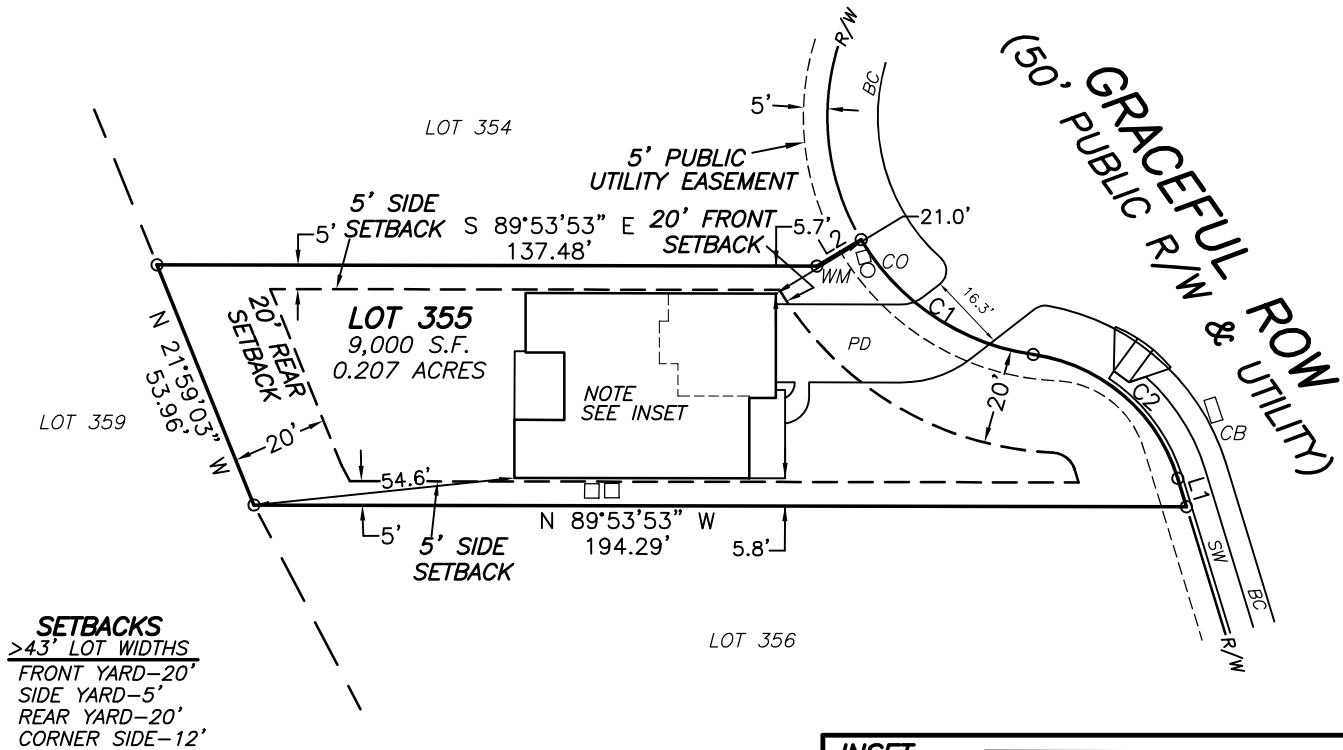 GRACEFUL ROW
(50' PUBLIC R/W & UTILITY)
R/W
BC
5'
LOT 354
5' PUBLIC
UTILITY EASEMENT
5' SIDE
SETBACK
5'
S 89°53'53" E
137.48'
20' FRONT
SETBACK
5.7'
21.0'
WM
CO
C1
16.3'
PD
20'
C2
CB
L1
SW
BC
R/W
20' REAR
SETBACK
LOT 355
9,000 S.F.
0.207 ACRES
NOTE
SEE INSET
N 21°59'03" W
53.96'
LOT 359
20'
54.6'
5'
5' SIDE
SETBACK
N 89°53'53" W
194.29'
5.8'
LOT 356
SETBACKS
>43' LOT WIDTHS
FRONT YARD-20'
SIDE YARD-5'
REAR YARD-20'
CORNER SIDE-12'
INSET